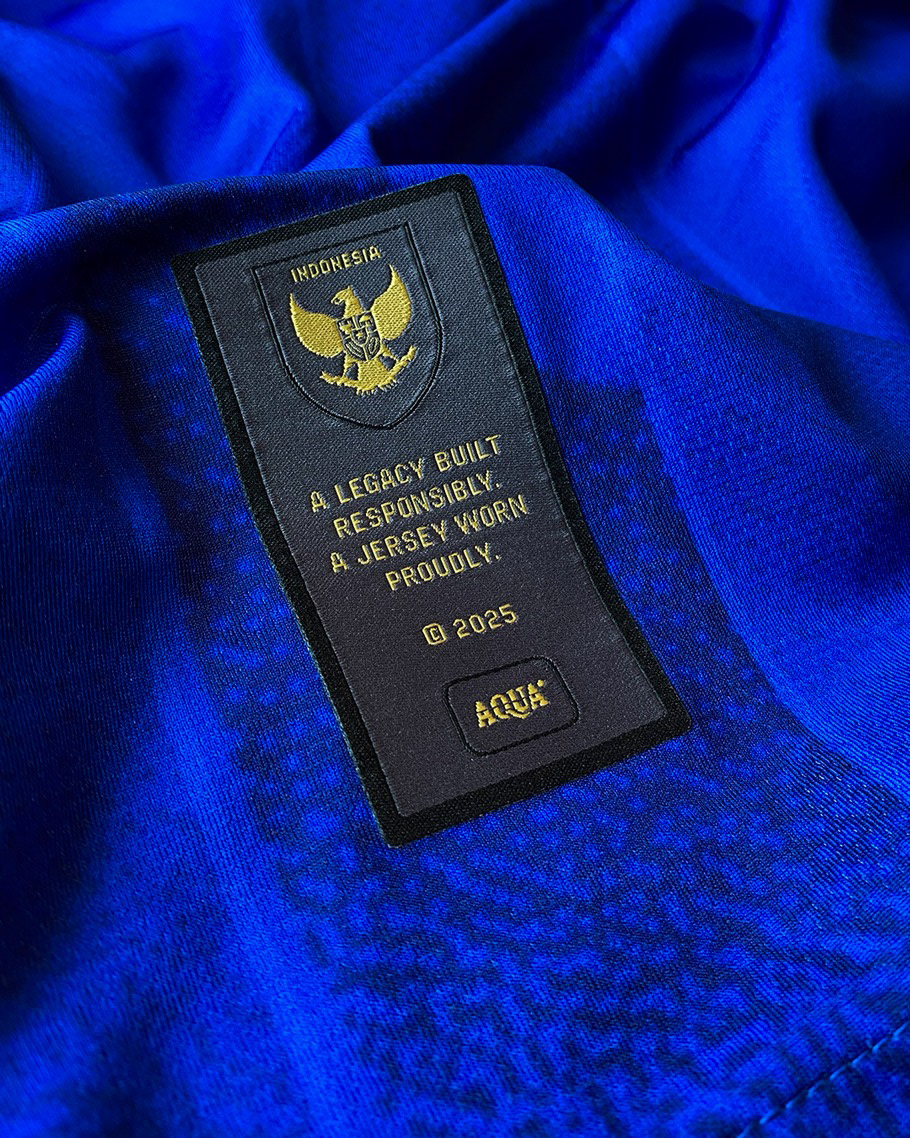 INDONESIA
A LEGACY BUILT
RESPONSIBLY.
A JERSEY WORN
PROUDLY.
© 2025
AQUA